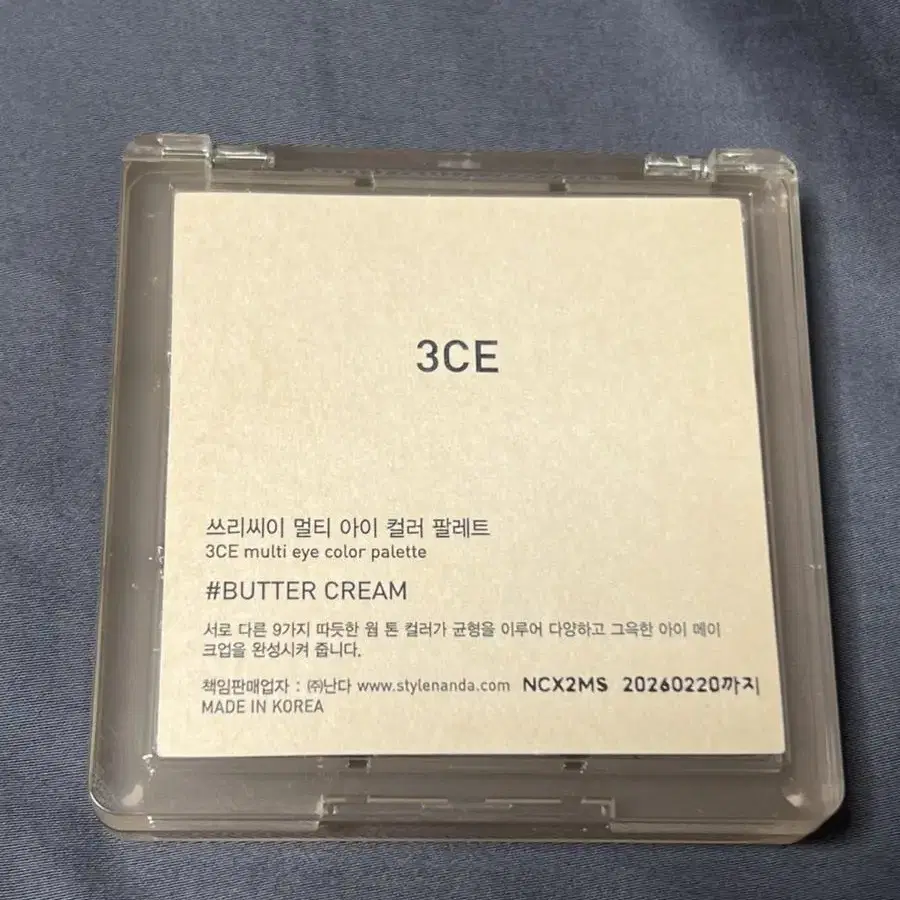 3CE
쓰리씨이 멀티 아이 컬러 팔레트
3CE multi eye color palette
#BUTTER CREAM
서로 다른 9가지 따듯한 웜 톤 컬러가 균형을 이루어 다양하고 그윽한 아이 메이
크업을 완성시켜 줍니다.
책임판매업자 : ㈜난다 www.stylenanda.com NCX2MS 20260220까지
MADE IN KOREA